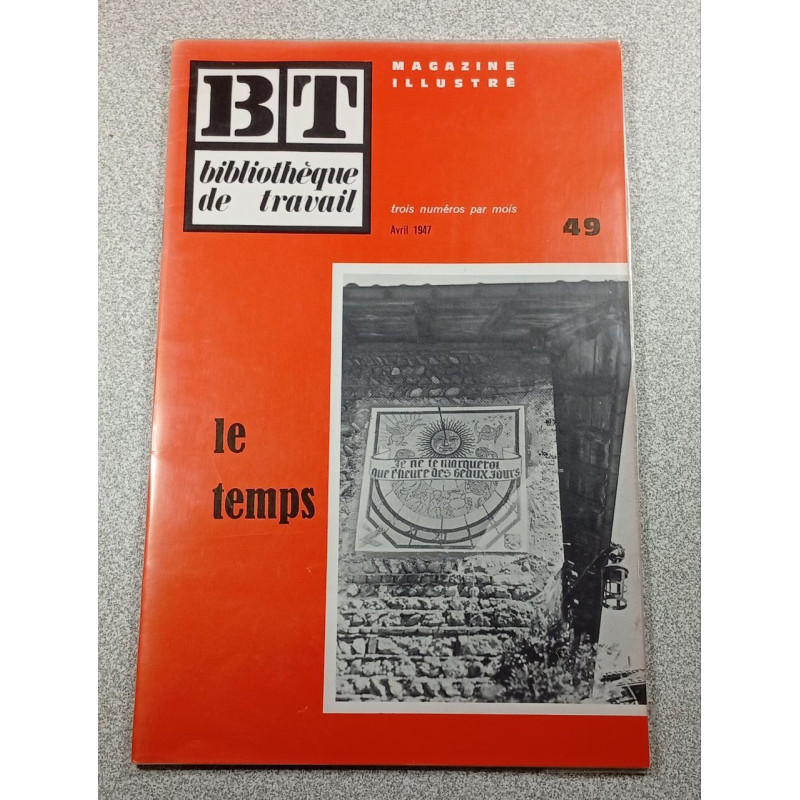 BT
bibliothèque
de travail
MAGAZINE
ILLUSTRÉ
trois numéros par mois
Avril 1947
49
le
temps
Je ne te marquerai
que l'heure des beaux jours